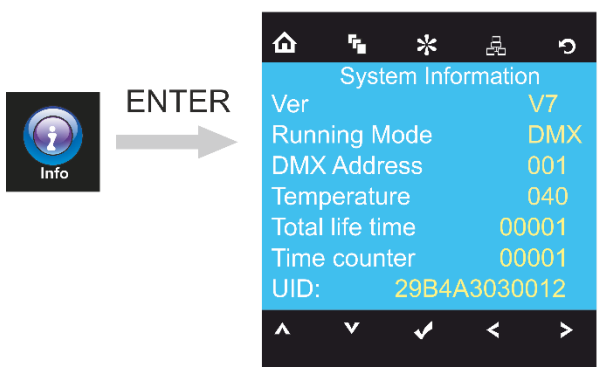 ENTER
Info
System Information
Ver V7
Running Mode DMX
DMX Address 001
Temperature 040
Total life time 00001
Time counter 00001
UID: 29B4A3030012